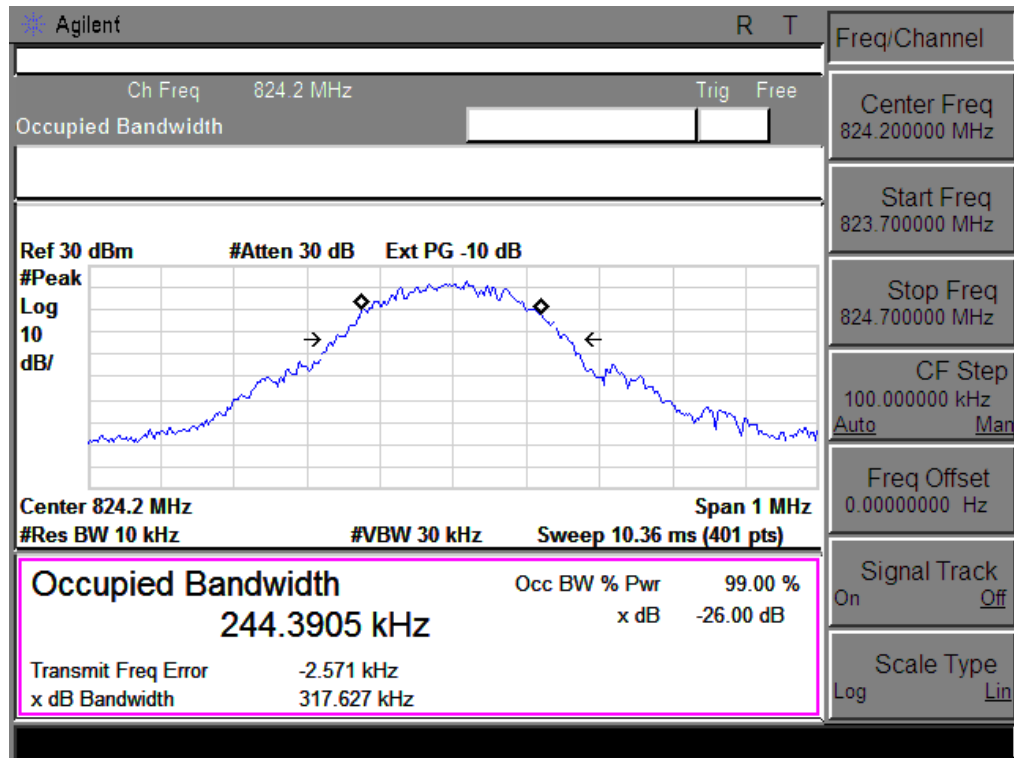 Agilent R T
Ch Freq 824.2 MHz Trig Free
Occupied Bandwidth
Ref 30 dBm #Atten 30 dB Ext PG -10 dB
#Peak
Log
10
dB/
Center 824.2 MHz Span 1 MHz
#Res BW 10 kHz #VBW 30 kHz Sweep 10.36 ms (401 pts)
Occupied Bandwidth Occ BW % Pwr 99.00 %
244.3905 kHz x dB -26.00 dB
Transmit Freq Error -2.571 kHz
x dB Bandwidth 317.627 kHz
Freq/Channel
Center Freq
824.200000 MHz
Start Freq
823.700000 MHz
Stop Freq
824.700000 MHz
CF Step
100.000000 kHz
Auto Man
Freq Offset
0.00000000 Hz
Signal Track
On Off
Scale Type
Log Lin